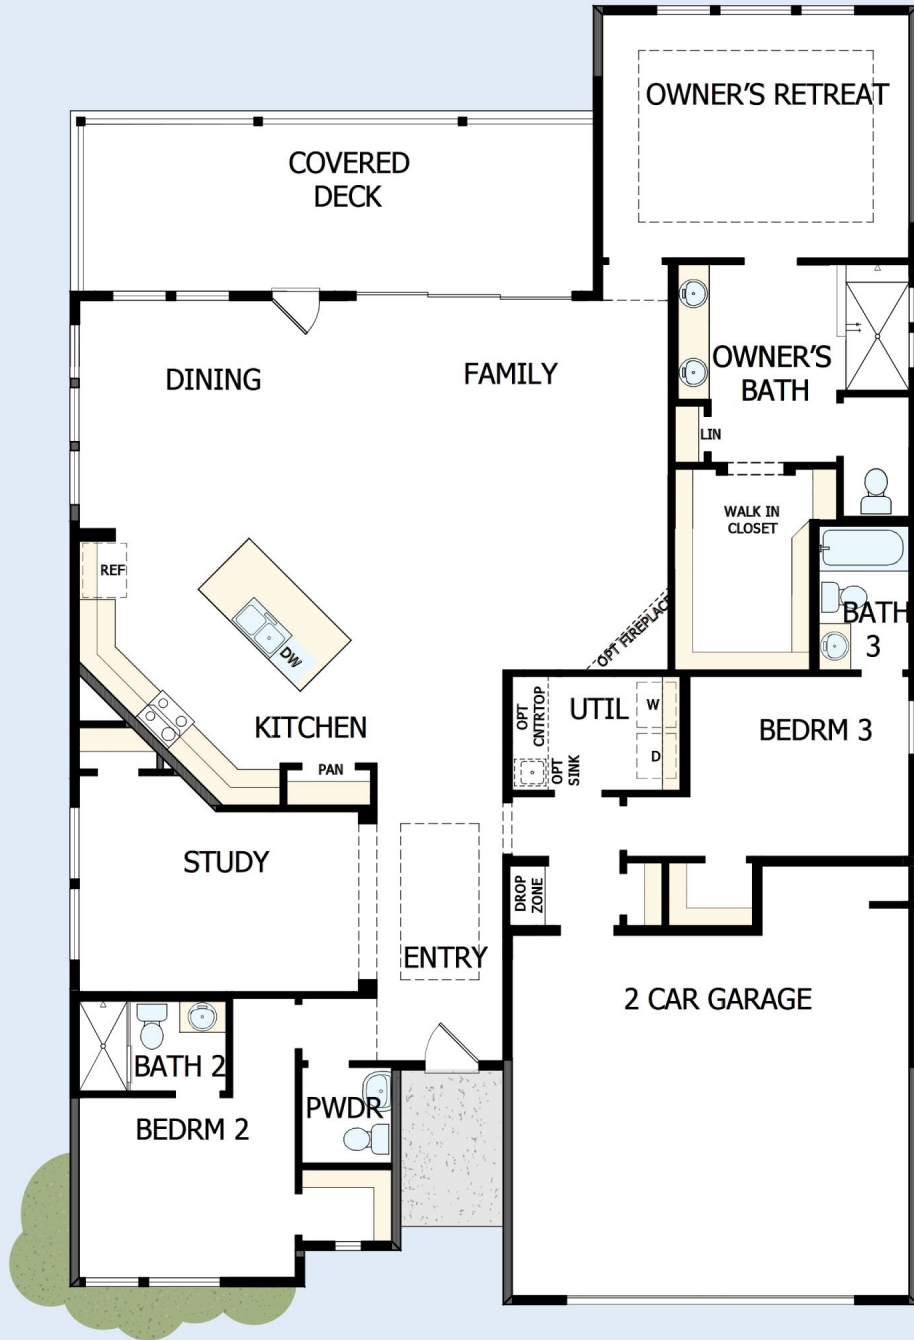 OWNER'S RETREAT
COVERED
DECK
DINING
FAMILY
OWNER'S
BATH
LIN
WALK IN
CLOSET
REF
DW
OPT FIREPLACE
BATH
3
KITCHEN
PAN
OPT
CNTRTOP
UTIL
W
D
OPT
SINK
BEDRM 3
STUDY
DROP
ZONE
ENTRY
2 CAR GARAGE
BATH 2
BEDRM 2
PWDR